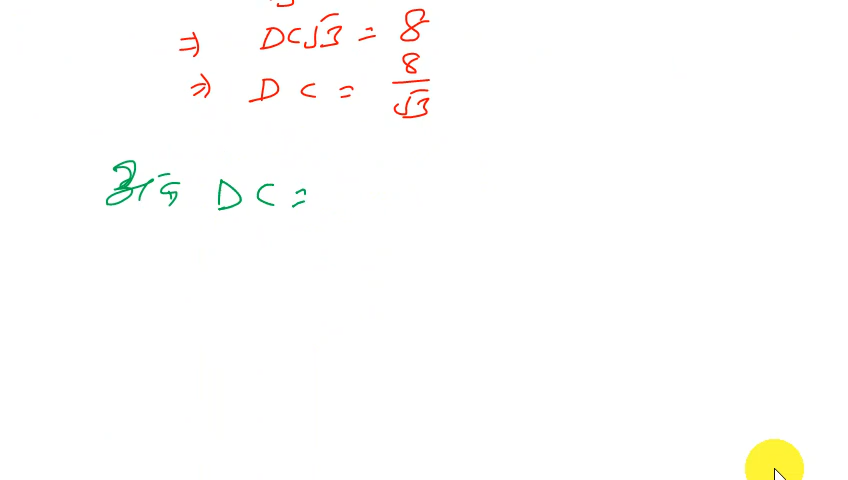 ⇒ DC√3 = 8
⇒ DC = 8/√3
DC =